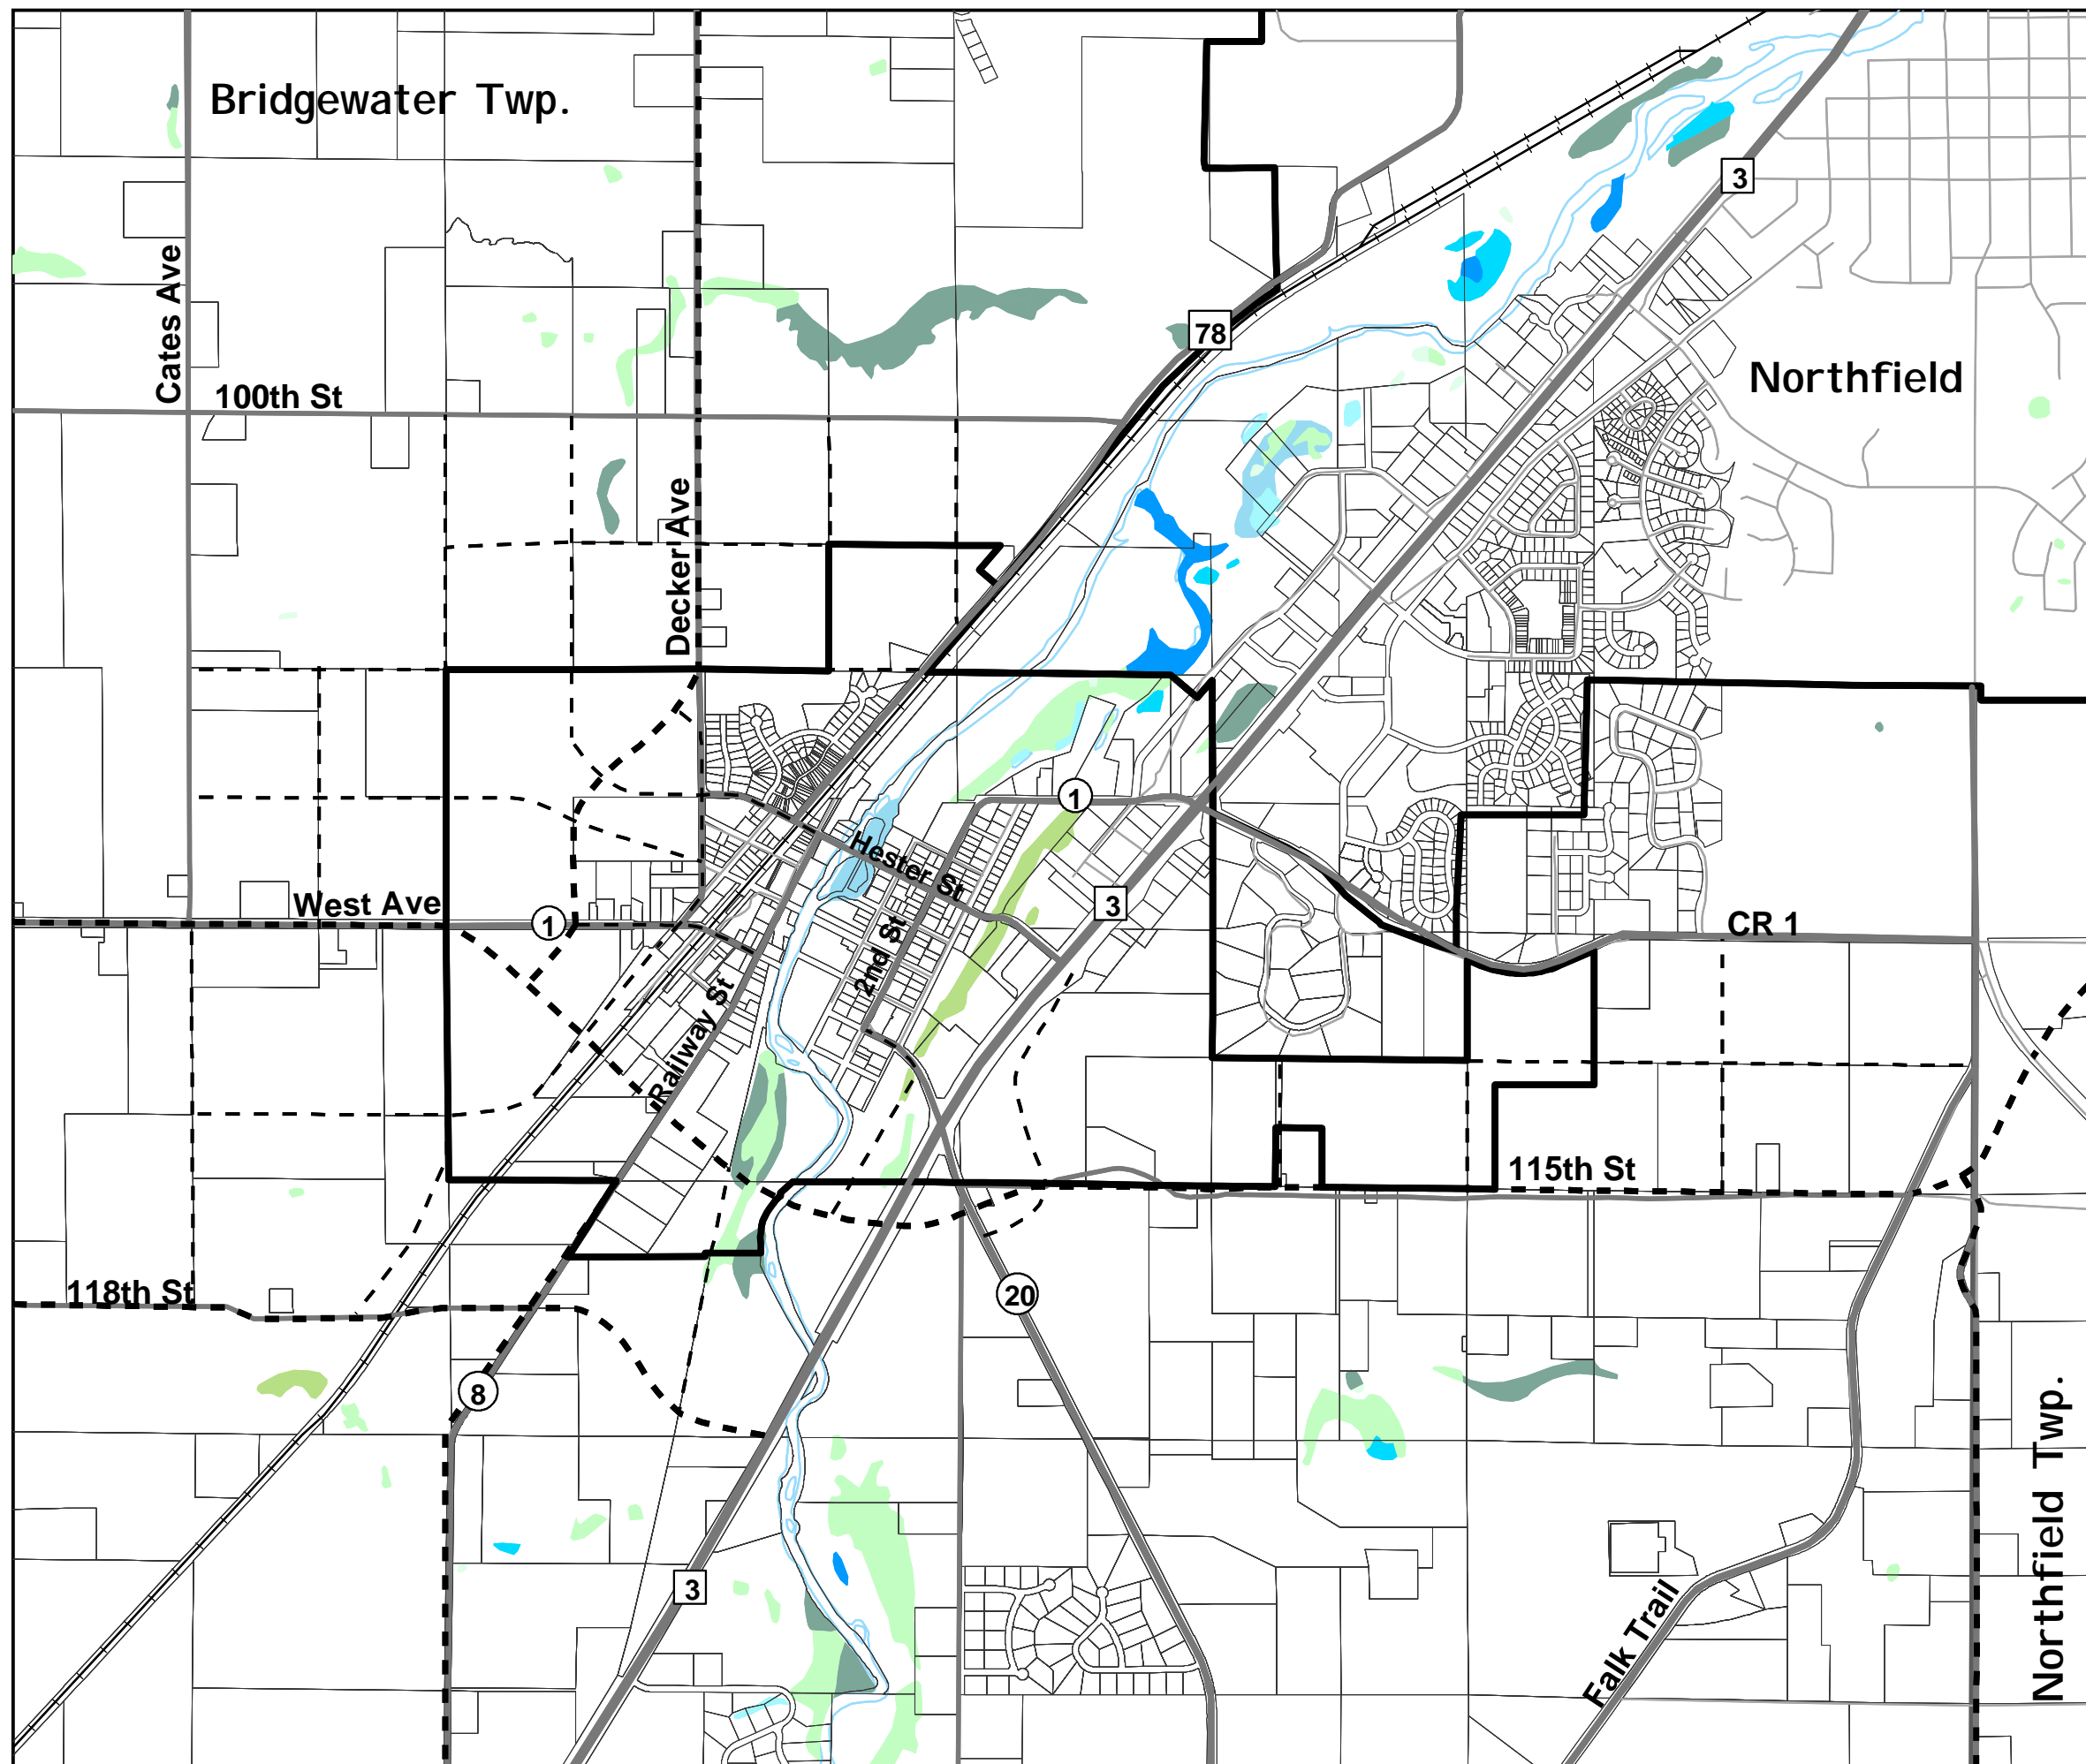 Bridgewater Twp.
3
Cates Ave
78
Northfield
100th St
Decker Ave
1
Hester St
West Ave
1
3
2nd St
CR 1
Railway St
115th St
118th St
20
8
Northfield Twp.
3
Falk Trail